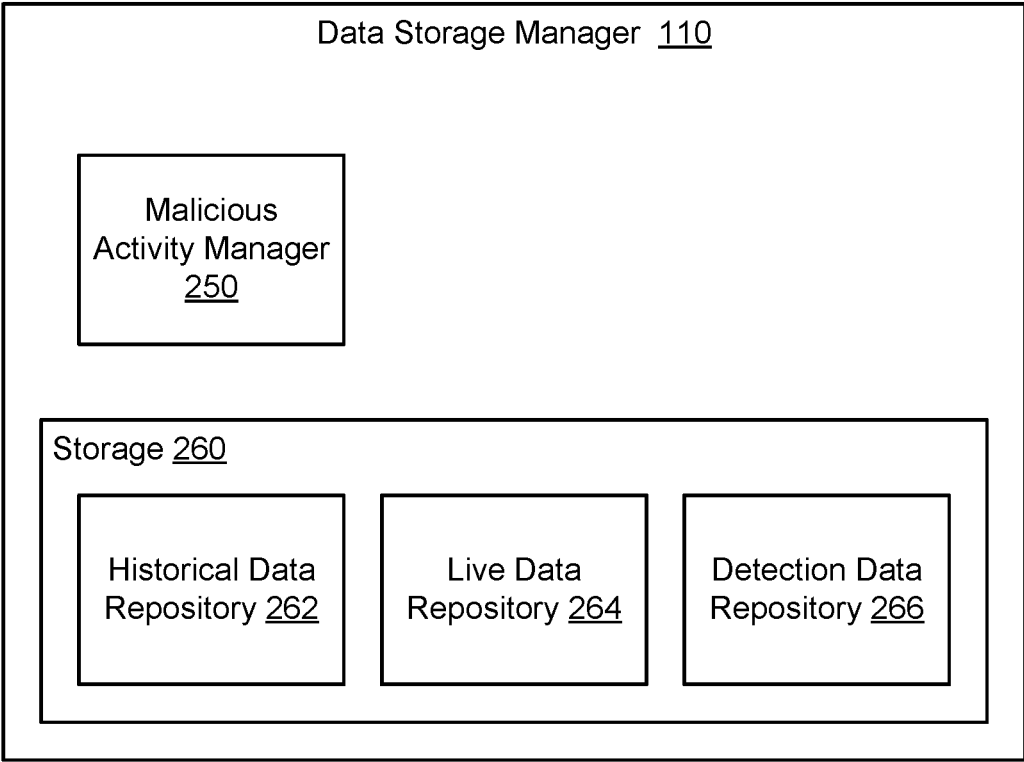 Data Storage Manager 110
Malicious
Activity Manager
250
Storage 260
Historical Data
Repository 262
Live Data
Repository 264
Detection Data
Repository 266